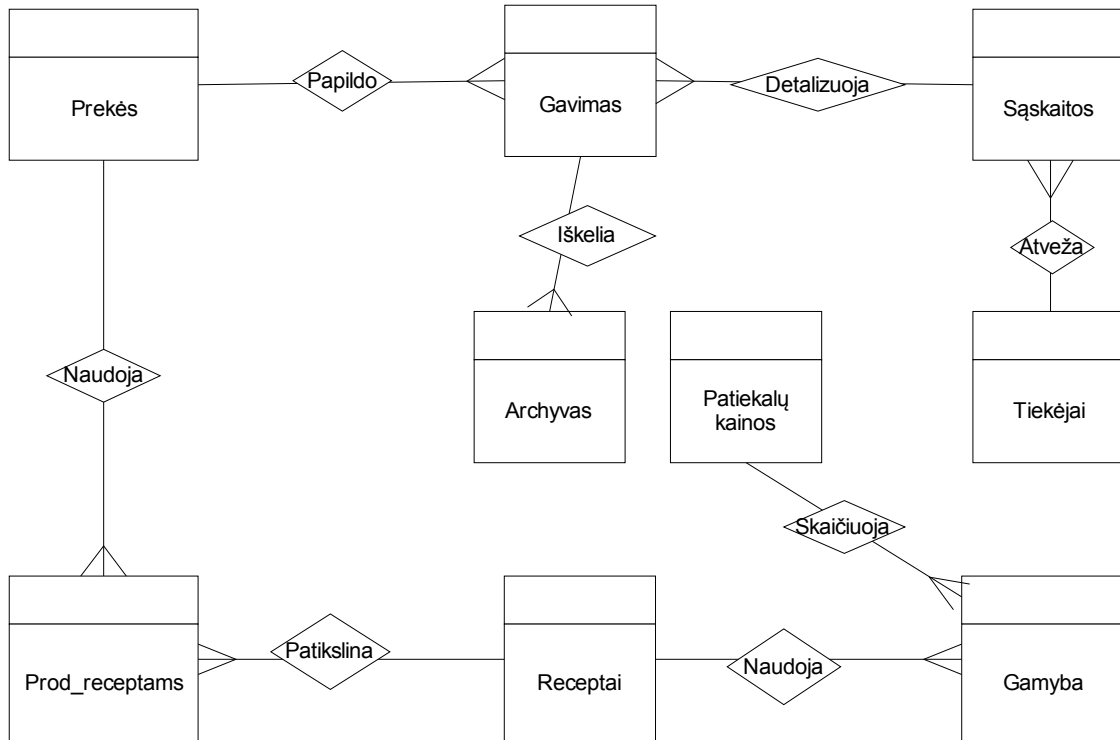 Prekės
Papildo
Gavimas
Detalizuoja
Sąskaitos
Iškelia
Atveža
Naudoja
Archyvas
Patiekalų
kainos
Tiekėjai
Skaičiuoja
Prod_receptams
Patikslina
Receptai
Naudoja
Gamyba